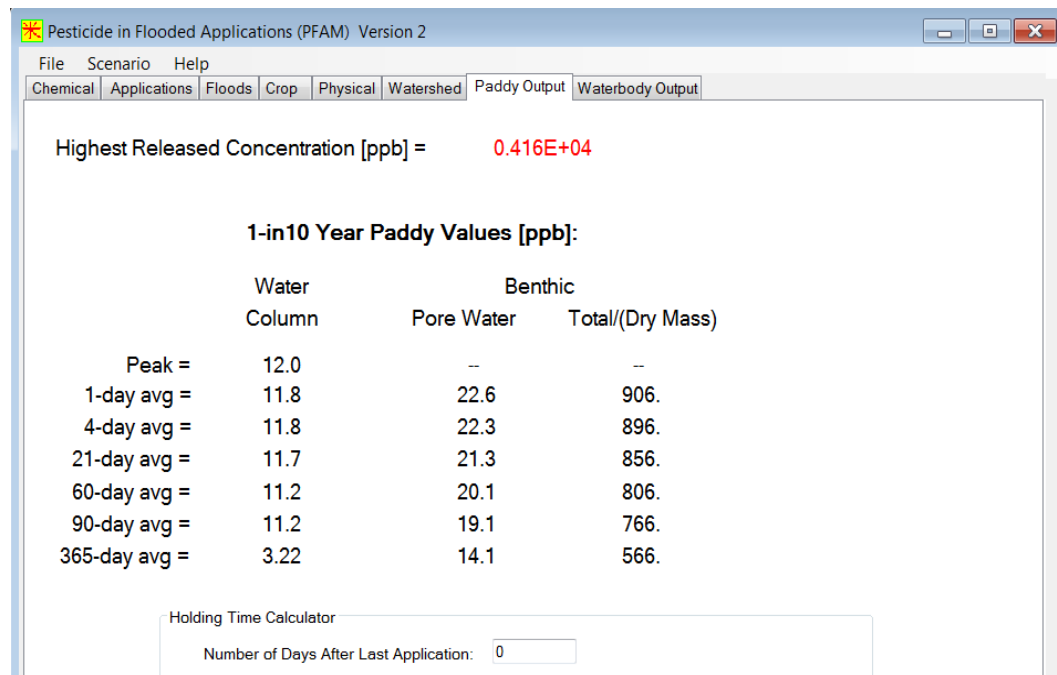 Pesticide in Flooded Applications (PFAM) Version 2
File Scenario Help
Chemical Applications Floods Crop Physical Watershed Paddy Output Waterbody Output
Highest Released Concentration [ppb] = 0.416E+04
1-in10 Year Paddy Values [ppb]:
Water Benthic
Column Pore Water Total/(Dry Mass)
Peak = 12.0 -- --
1-day avg = 11.8 22.6 906.
4-day avg = 11.8 22.3 896.
21-day avg = 11.7 21.3 856.
60-day avg = 11.2 20.1 806.
90-day avg = 11.2 19.1 766.
365-day avg = 3.22 14.1 566.
Holding Time Calculator
Number of Days After Last Application: 0